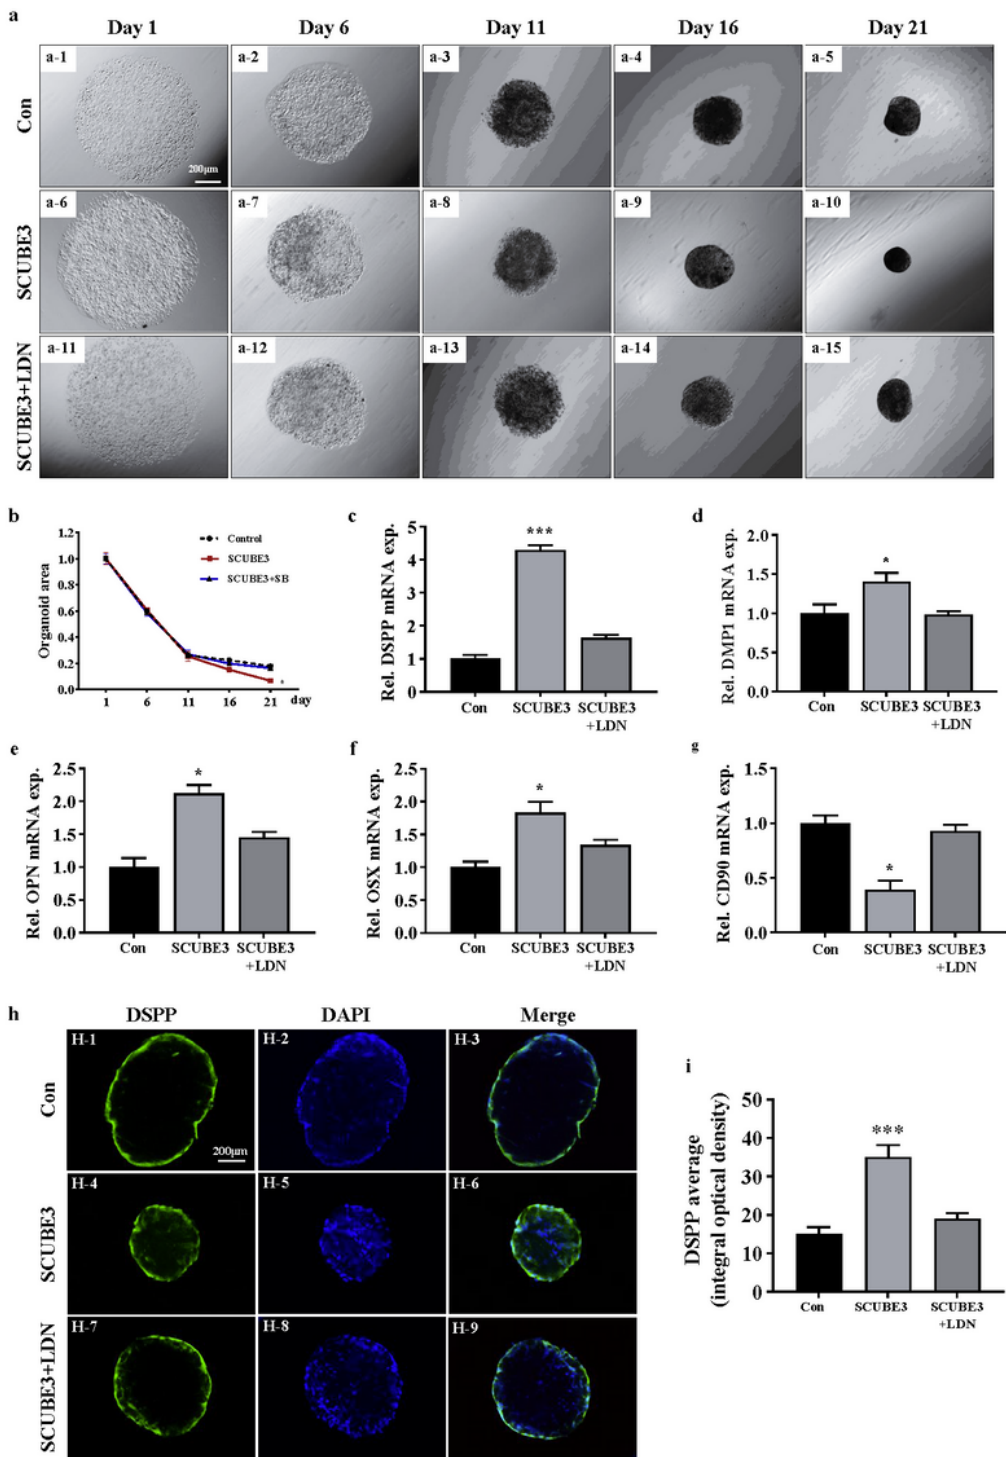 a
Day 1 Day 6 Day 11 Day 16 Day 21
Con
a-1 a-2 a-3 a-4 a-5
200μm
SCUBE3
a-6 a-7 a-8 a-9 a-10
SCUBE3+LDN
a-11 a-12 a-13 a-14 a-15
b
Organoid area
1.2
1.0
0.8
0.6
0.4
0.2
0.0
1 6 11 16 21 day
Control
SCUBE3
SCUBE3+SB
*
c
Rel. DSPP mRNA exp.
5
4
3
2
1
0
***
Con SCUBE3 SCUBE3
+LDN
d
Rel. DMP1 mRNA exp.
2.0
1.5
1.0
0.5
0.0
*
Con SCUBE3 SCUBE3
+LDN
e
Rel. OPN mRNA exp.
2.5
2.0
1.5
1.0
0.5
0.0
*
Con SCUBE3 SCUBE3
+LDN
f
Rel. OSX mRNA exp.
2.5
2.0
1.5
1.0
0.5
0.0
*
Con SCUBE3 SCUBE3
+LDN
g
Rel. CD90 mRNA exp.
1.5
1.0
0.5
0.0
*
Con SCUBE3 SCUBE3
+LDN
h
DSPP DAPI Merge
Con
H-1 H-2 H-3
200μm
SCUBE3
H-4 H-5 H-6
SCUBE3+LDN
H-7 H-8 H-9
i
DSPP average
(integral optical density)
50
40
30
20
10
0
***
Con SCUBE3 SCUBE3
+LDN